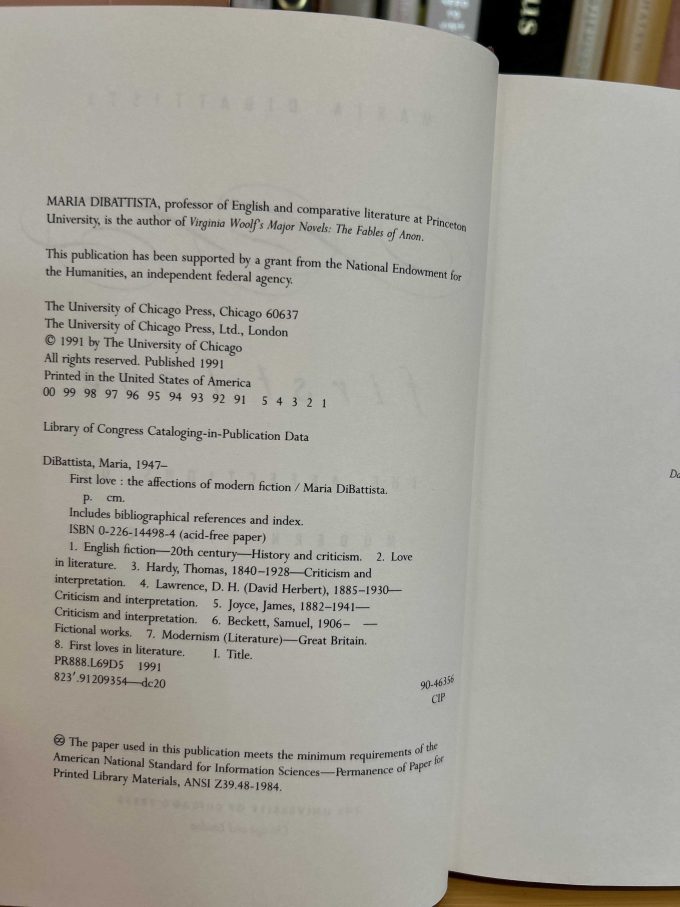 MARIA DIBATTISTA, professor of English and comparative literature at Princeton
University, is the author of Virginia Woolf's Major Novels: The Fables of Anon.
This publication has been supported by a grant from the National Endowment for
the Humanities, an independent federal agency.
The University of Chicago Press, Chicago 60637
The University of Chicago Press, Ltd., London
© 1991 by The University of Chicago
All rights reserved. Published 1991
Printed in the United States of America
00 99 98 97 96 95 94 93 92 91 5 4 3 2 1
Library of Congress Cataloging-in-Publication Data
DiBattista, Maria, 1947–
First love : the affections of modern fiction / Maria DiBattista.
p. cm.
Includes bibliographical references and index.
ISBN 0-226-14498-4 (acid-free paper)
1. English fiction—20th century—History and criticism. 2. Love
in literature. 3. Hardy, Thomas, 1840–1928—Criticism and
interpretation. 4. Lawrence, D. H. (David Herbert), 1885–1930—
Criticism and interpretation. 5. Joyce, James, 1882–1941—
Criticism and interpretation. 6. Beckett, Samuel, 1906– —
Fictional works. 7. Modernism (Literature)—Great Britain.
8. First loves in literature. I. Title.
PR888.L69D5 1991
823′.91209354—dc20
90-46356
CIP
♾ The paper used in this publication meets the minimum requirements of the
American National Standard for Information Sciences—Permanence of Paper for
Printed Library Materials, ANSI Z39.48-1984.